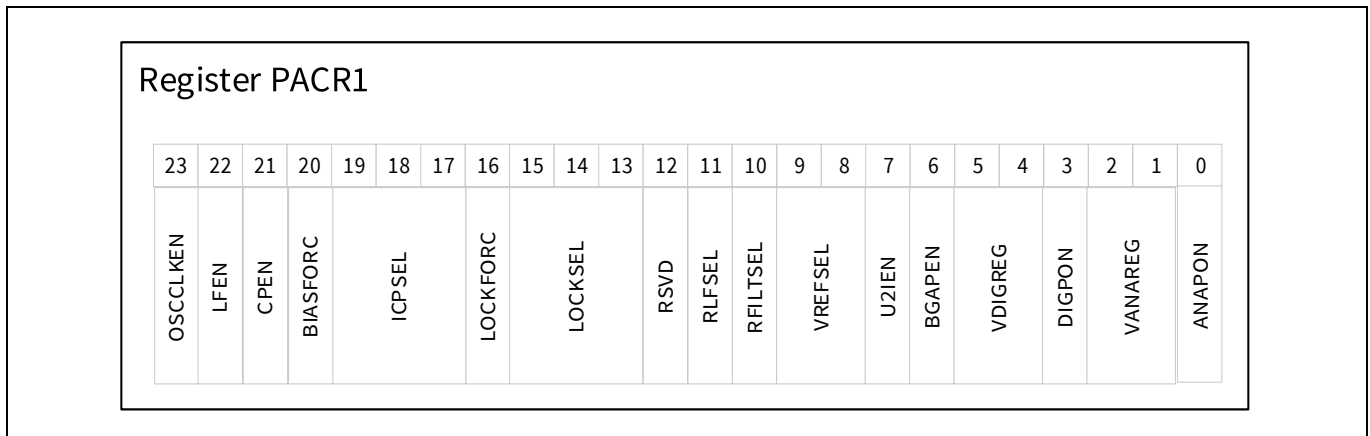 Register PACR1
23 22 21 20 19 18 17 16 15 14 13 12 11 10 9 8 7 6 5 4 3 2 1 0
OSCCLKEN LFEN CPEN BIASFORC ICPSEL LOCKFORC LOCKSEL RSVD RLFSEL RFILTSEL VREFSEL U2IEN BGAPEN VDIGREG DIGPON VANAREG ANAPON